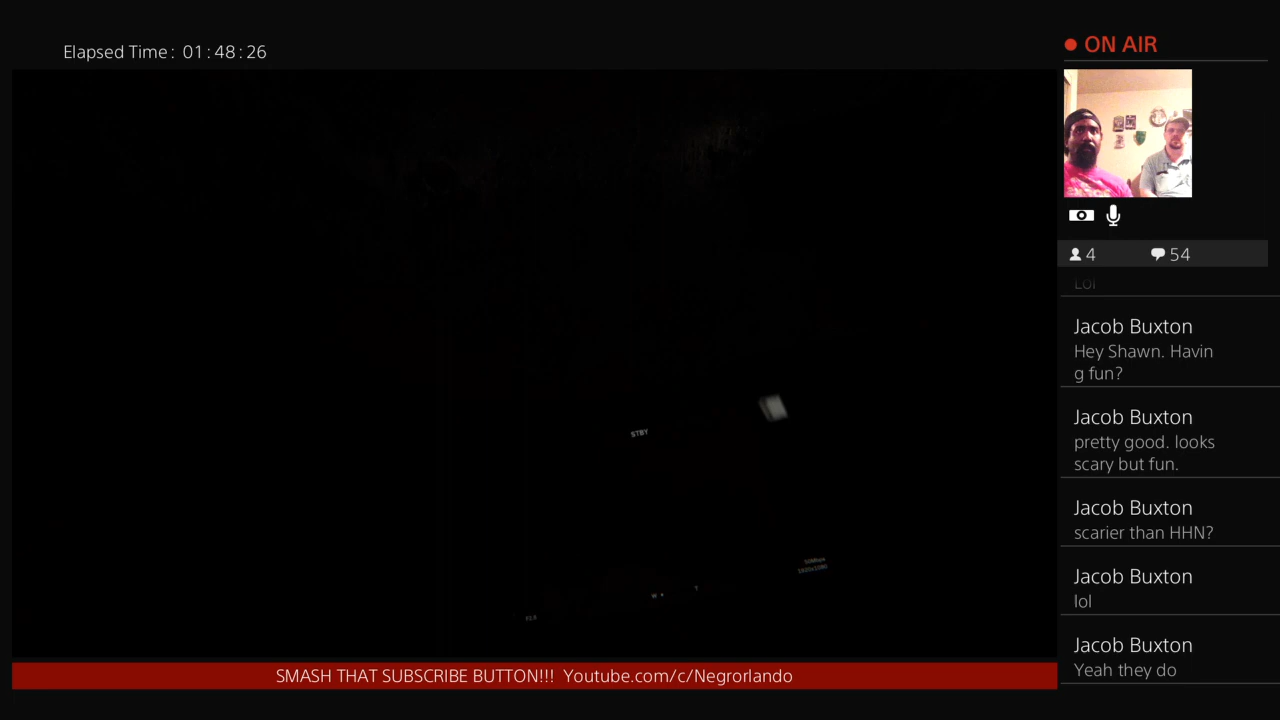 Elapsed Time: 01:48:26
ON AIR
4 54
Lol
Jacob Buxton
Hey Shawn. Havin
g fun?
Jacob Buxton
pretty good. looks
scary but fun.
Jacob Buxton
scarier than HHN?
Jacob Buxton
lol
Jacob Buxton
Yeah they do
STBY
SMASH THAT SUBSCRIBE BUTTON!!! Youtube.com/c/Negrorlando